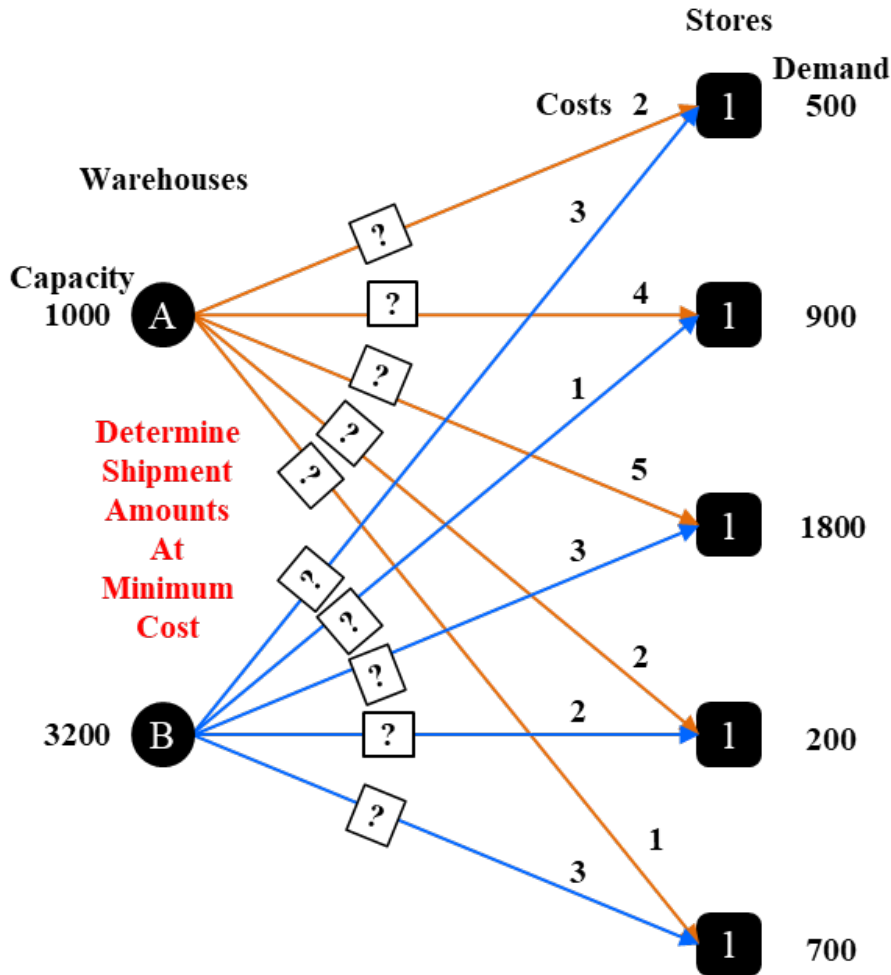 Stores
Demand
Costs 2
1
500
3
Warehouses
?
Capacity
1000
A
?
4
1
900
?
1
?
Determine
Shipment
Amounts
At
Minimum
Cost
?
5
1
1800
3
?
?
?
2
3200
B
?
2
1
200
?
1
3
1
700